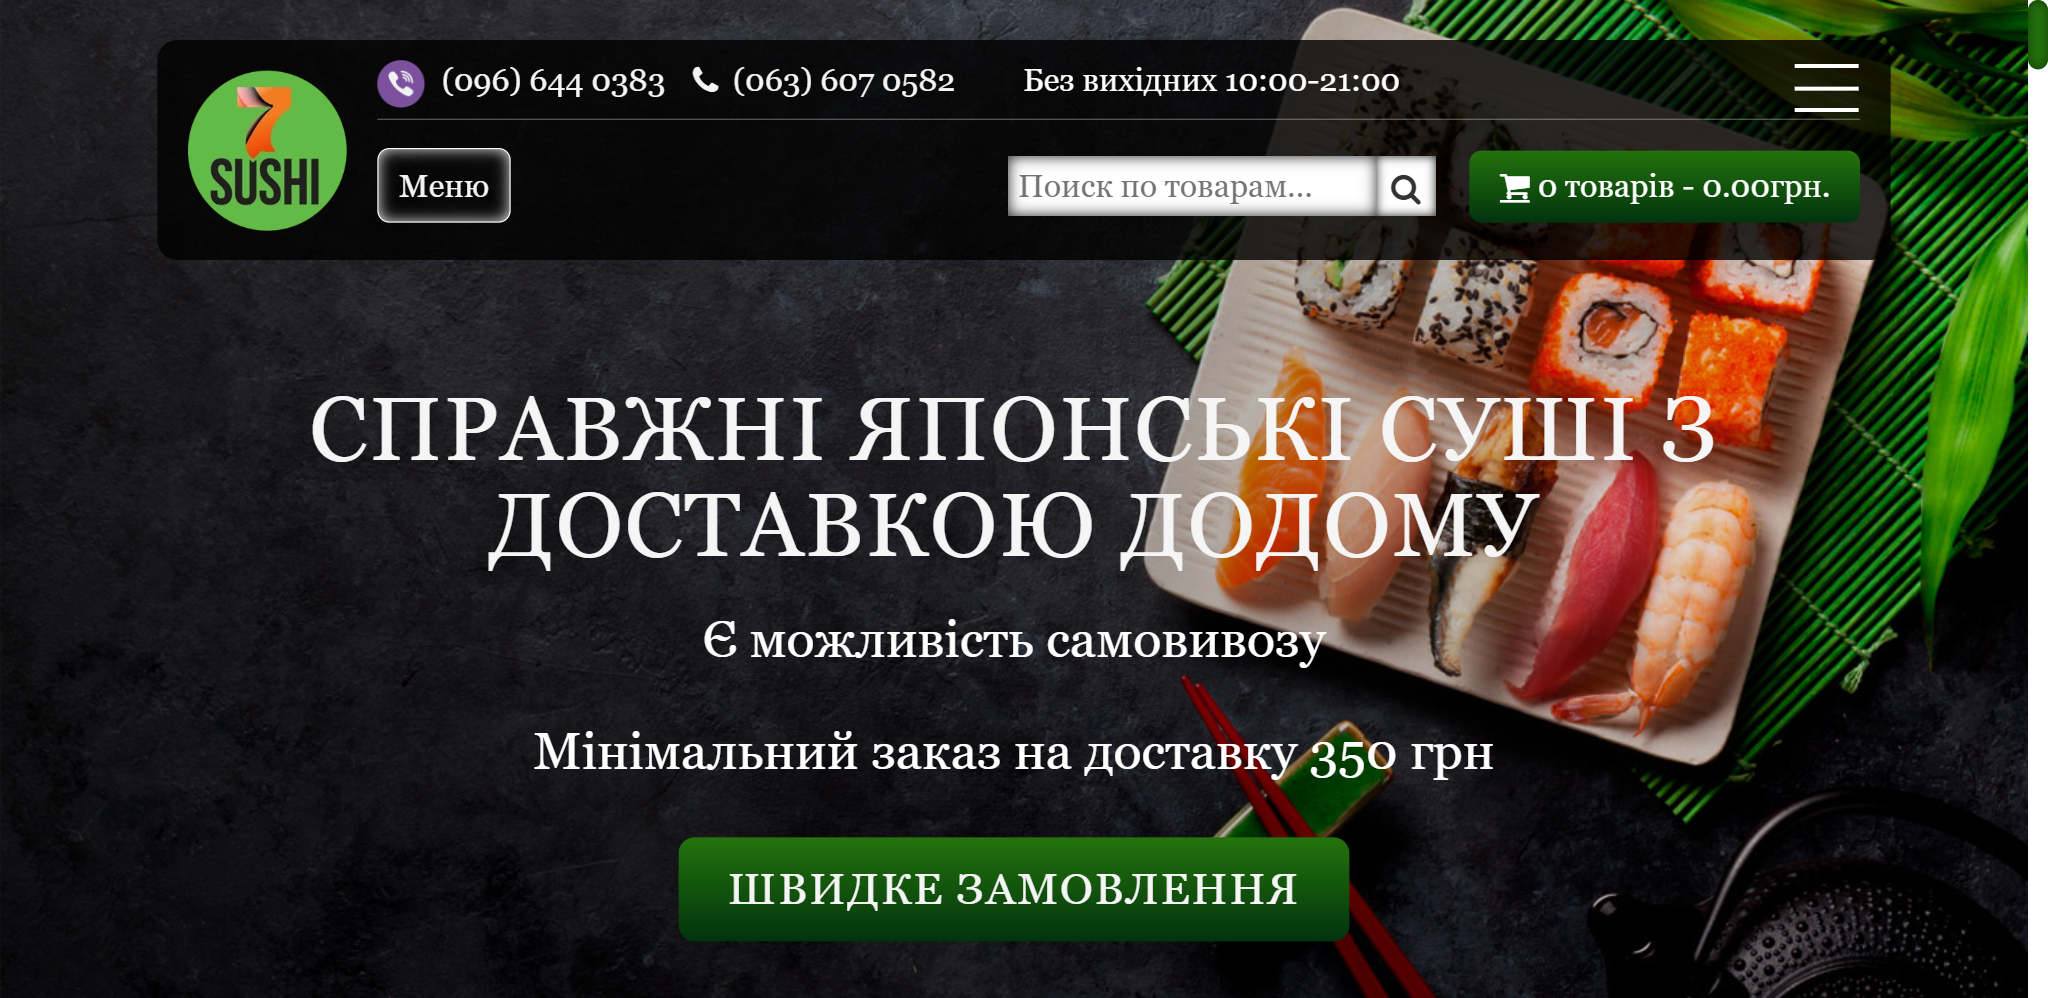 7
SUSHI
(096) 644 0383 (063) 607 0582 Без вихідних 10:00-21:00
Меню
Поиск по товарам...
0 товарів - 0.00грн.
СПРАВЖНІ ЯПОНСЬКІ СУШІ З
ДОСТАВКОЮ ДОДОМУ
Є можливість самовивозу
Мінімальний заказ на доставку 350 грн
ШВИДКЕ ЗАМОВЛЕННЯ